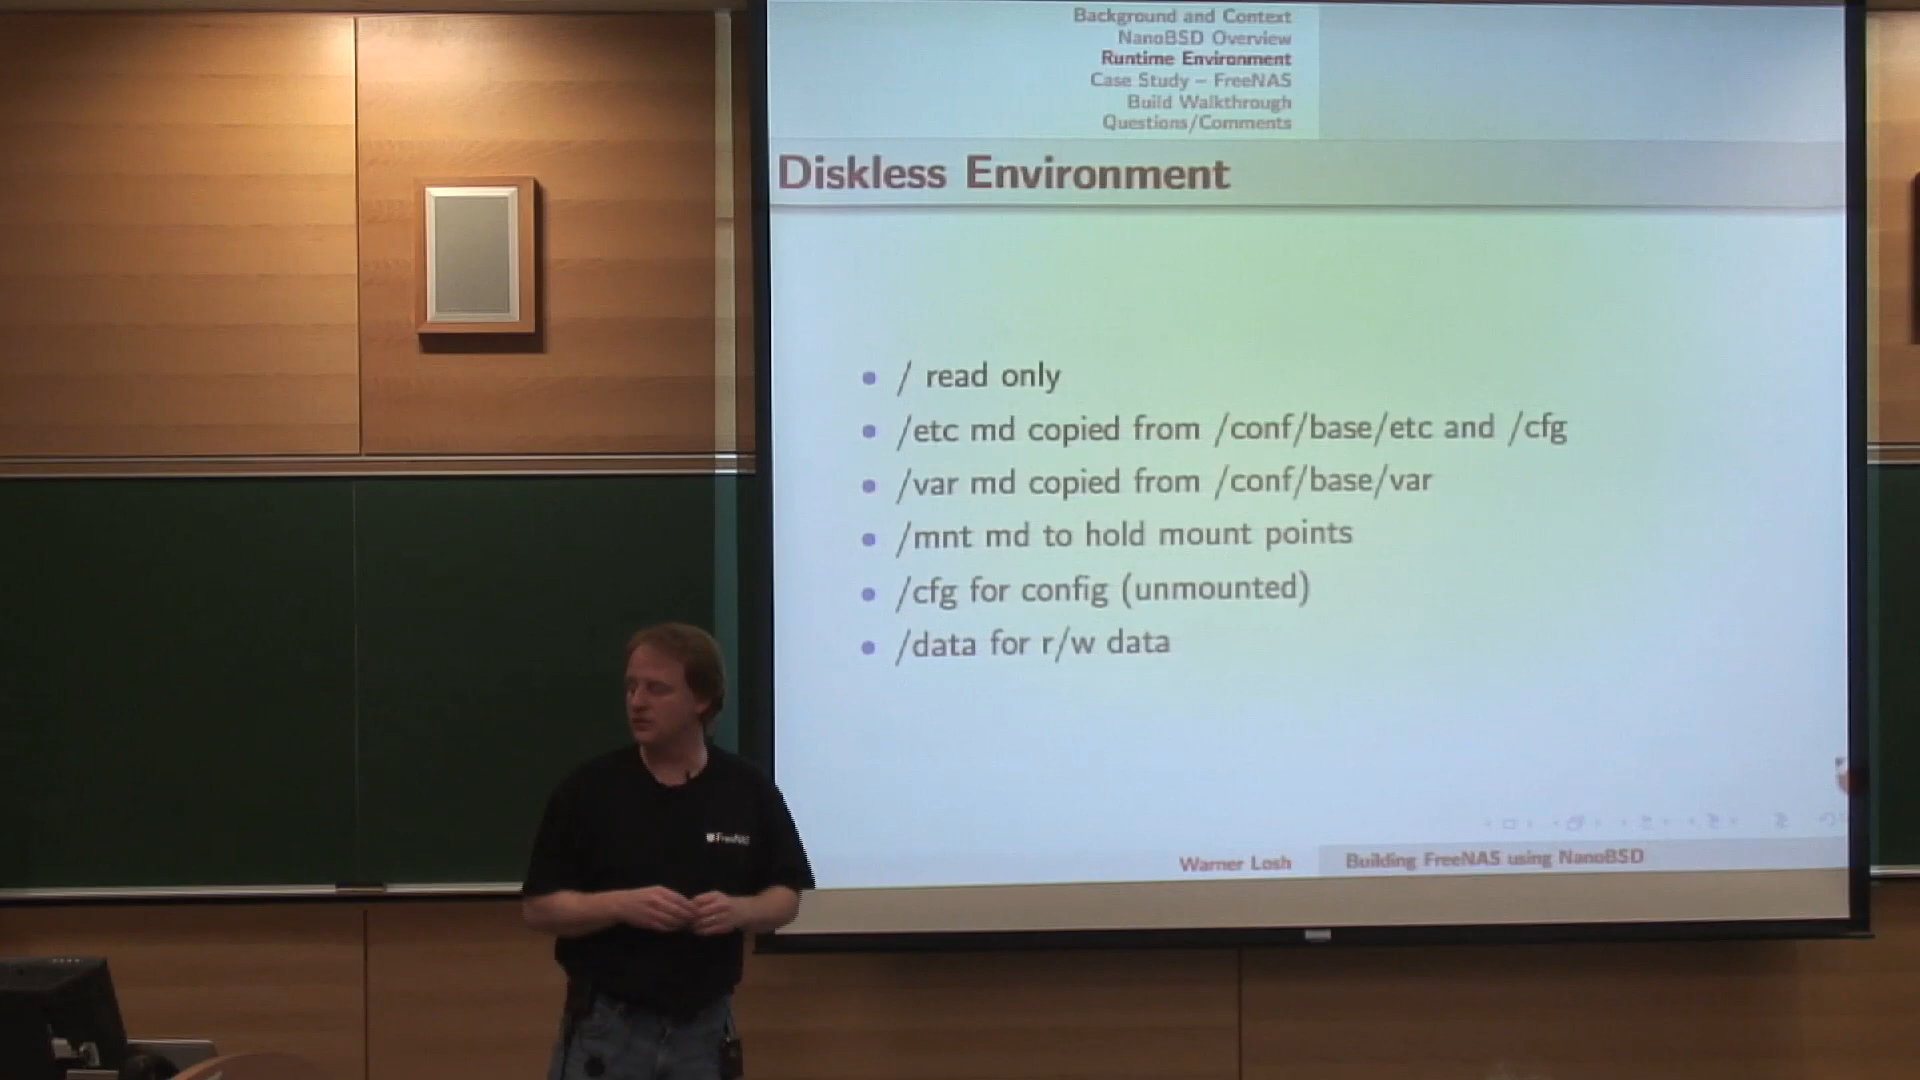 Background and Context
NanoBSD Overview
Runtime Environment
Case Study – FreeNAS
Build Walkthrough
Questions/Comments
Diskless Environment
/ read only
/etc md copied from /conf/base/etc and /cfg
/var md copied from /conf/base/var
/mnt md to hold mount points
/cfg for config (unmounted)
/data for r/w data
Warner Losh
Building FreeNAS using NanoBSD
FreeNAS